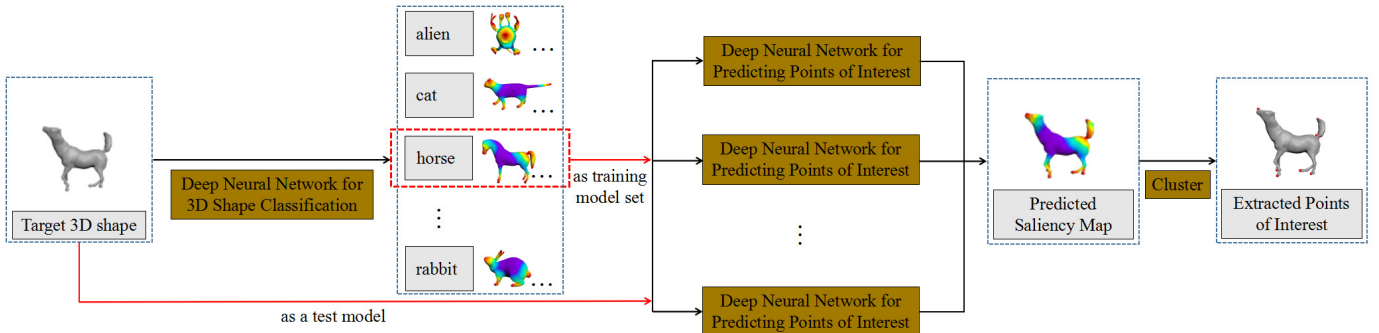 Target 3D shape
Deep Neural Network for
3D Shape Classification
alien
...
cat
...
horse
...
⋮
rabbit
...
as training
model set
as a test model
Deep Neural Network for
Predicting Points of Interest
Deep Neural Network for
Predicting Points of Interest
⋮
Deep Neural Network for
Predicting Points of Interest
Predicted
Saliency Map
Cluster
Extracted Points
of Interest